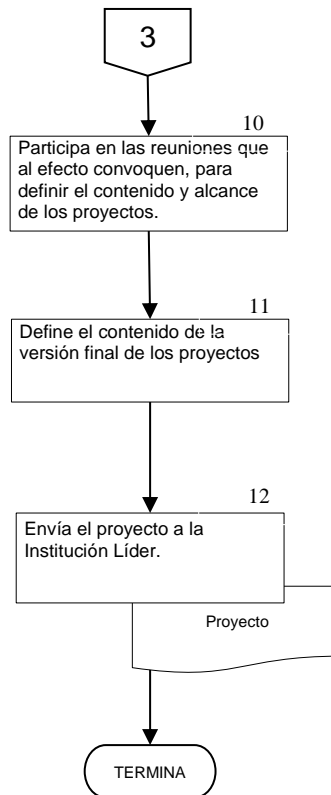 3
10
Participa en las reuniones que
al efecto convoquen, para
definir el contenido y alcance
de los proyectos.
11
Define el contenido de la
versión final de los proyectos
12
Envía el proyecto a la
Institución Líder.
Proyecto
TERMINA